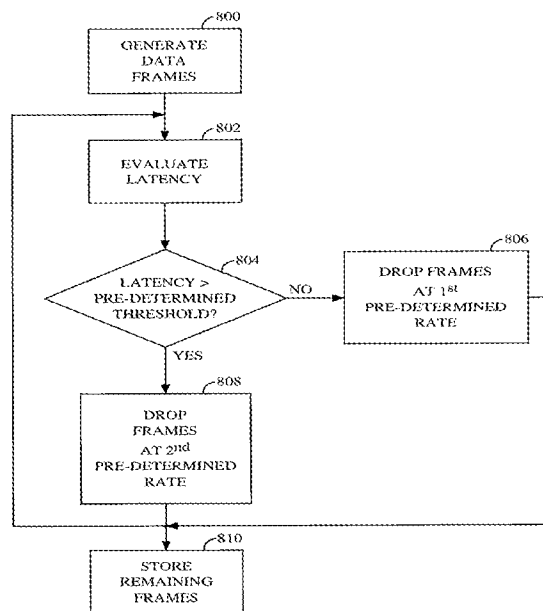 800
GENERATE
DATA
FRAMES
802
EVALUATE
LATENCY
804
LATENCY >
PRE-DETERMINED
THRESHOLD?
NO
806
DROP FRAMES
AT 1st
PRE-DETERMINED
RATE
YES
808
DROP
FRAMES
AT 2nd
PRE-DETERMINED
RATE
810
STORE
REMAINING
FRAMES